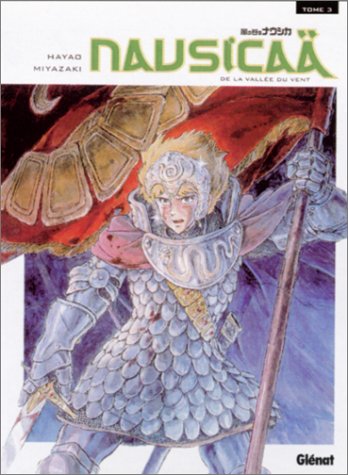 TOME 3
HAYAO
MIYAZAKI
風の谷のナウシカ
NAUSICAÄ
DE LA VALLÉE DU VENT
Glénat